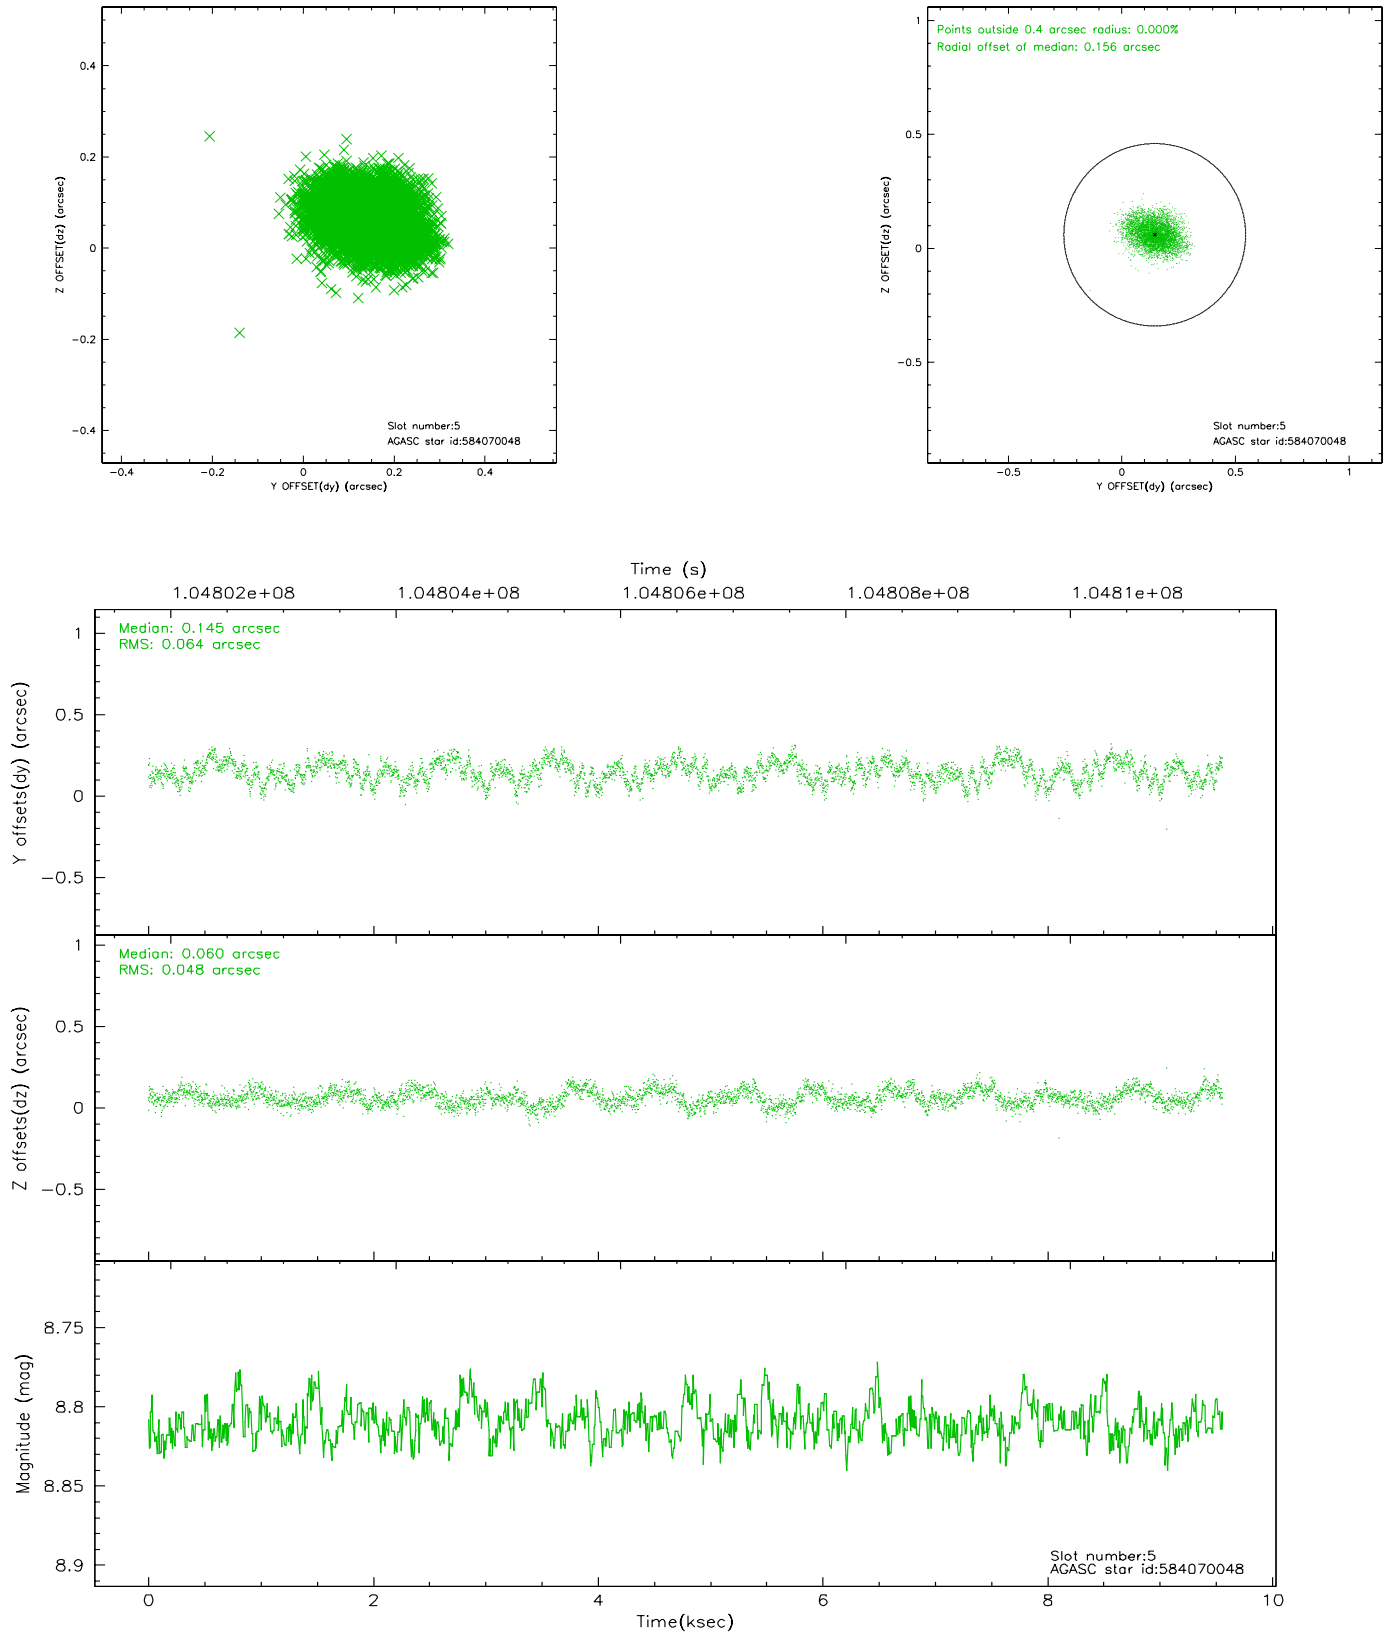 0.4
0.2
0
−0.2
−0.4
Z OFFSET(dz) (arcsec)
Slot number:5
AGASC star id:584070048
−0.4 −0.2 0 0.2 0.4
Y OFFSET(dy) (arcsec)
Points outside 0.4 arcsec radius: 0.000%
Radial offset of median: 0.156 arcsec
1
0.5
0
−0.5
Z OFFSET(dz) (arcsec)
Slot number:5
AGASC star id:584070048
−0.5 0 0.5 1
Y OFFSET(dy) (arcsec)
Time (s)
1.04802e+08 1.04804e+08 1.04806e+08 1.04808e+08 1.0481e+08
Median: 0.145 arcsec
RMS: 0.064 arcsec
1
0.5
0
−0.5
Y offsets(dy) (arcsec)
Median: 0.060 arcsec
RMS: 0.048 arcsec
1
0.5
0
−0.5
Z offsets(dz) (arcsec)
8.75
8.8
8.85
8.9
Magnitude (mag)
Slot number:5
AGASC star id:584070048
0 2 4 6 8 10
Time(ksec)